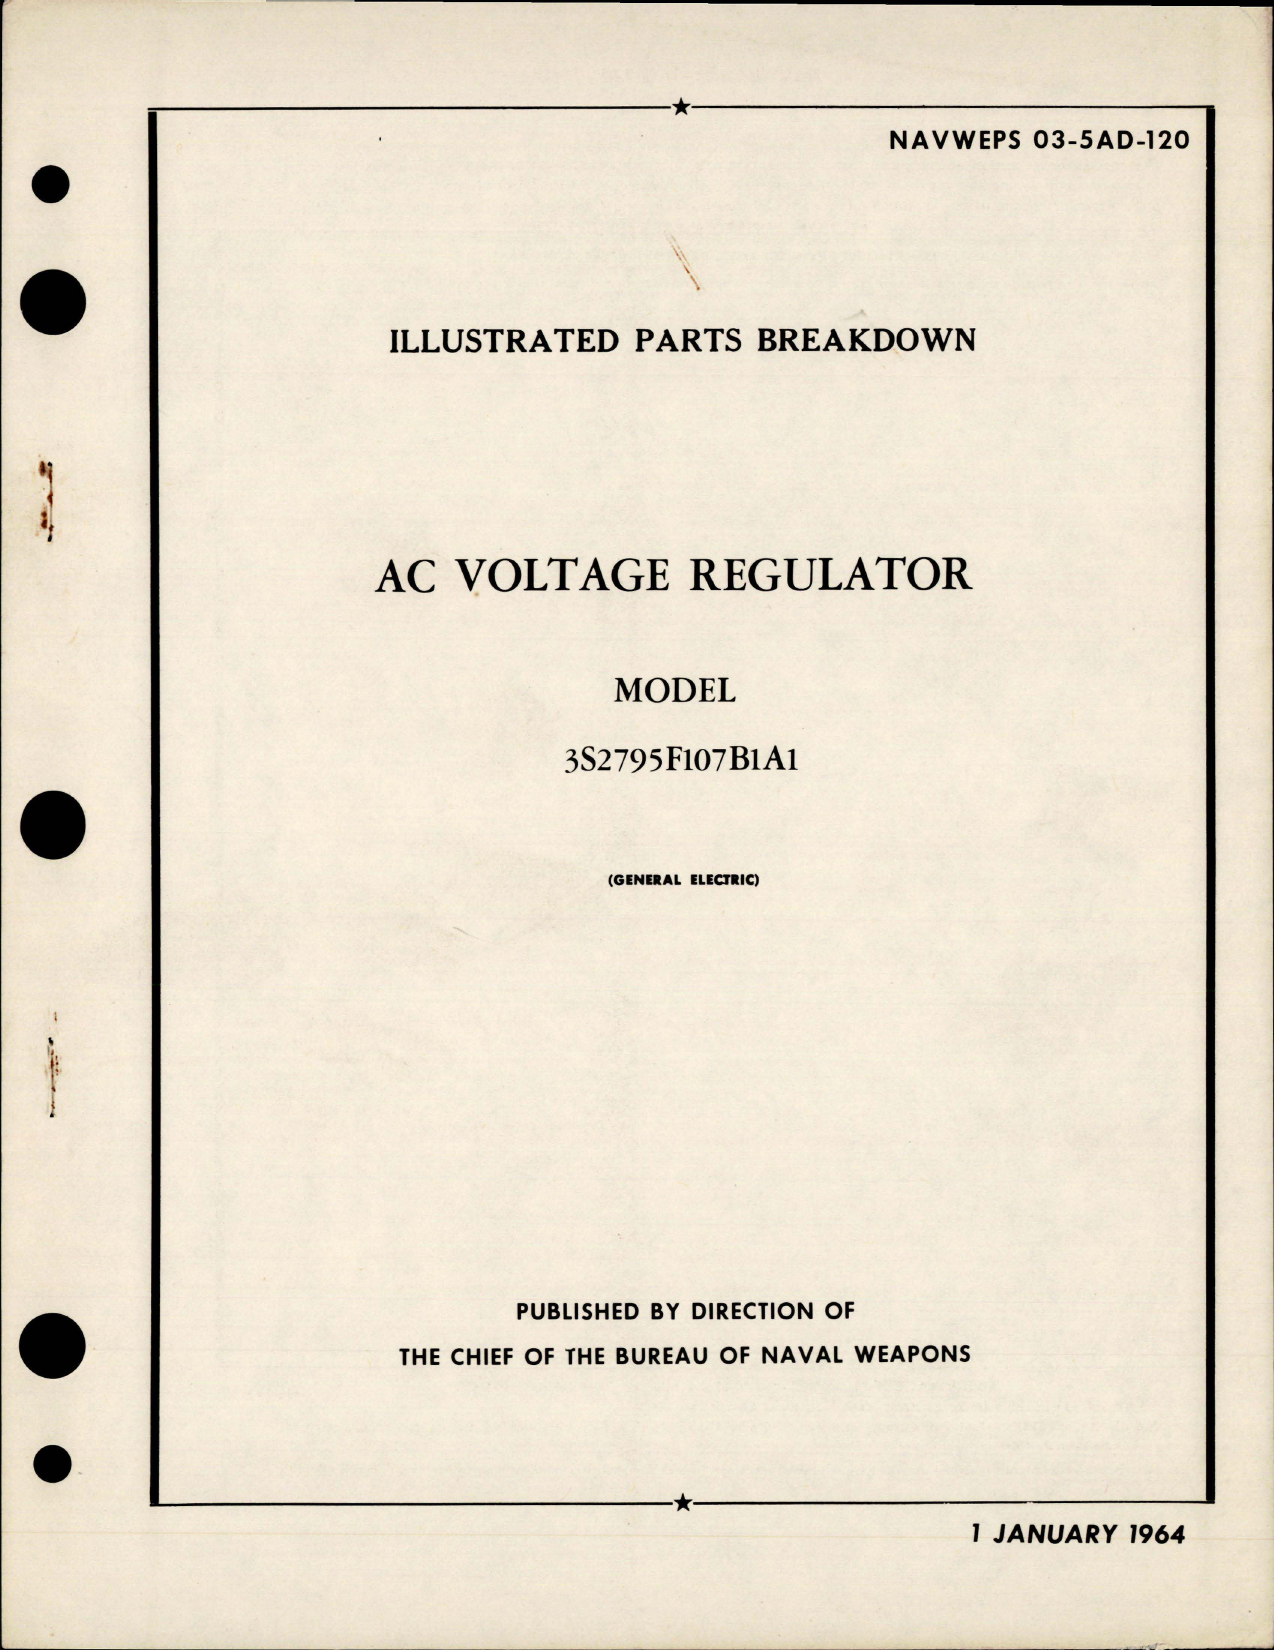 NAVWEPS 03-5AD-120
ILLUSTRATED PARTS BREAKDOWN
AC VOLTAGE REGULATOR
MODEL
3S2795F107B1A1
(GENERAL ELECTRIC)
PUBLISHED BY DIRECTION OF
THE CHIEF OF THE BUREAU OF NAVAL WEAPONS
1 JANUARY 1964